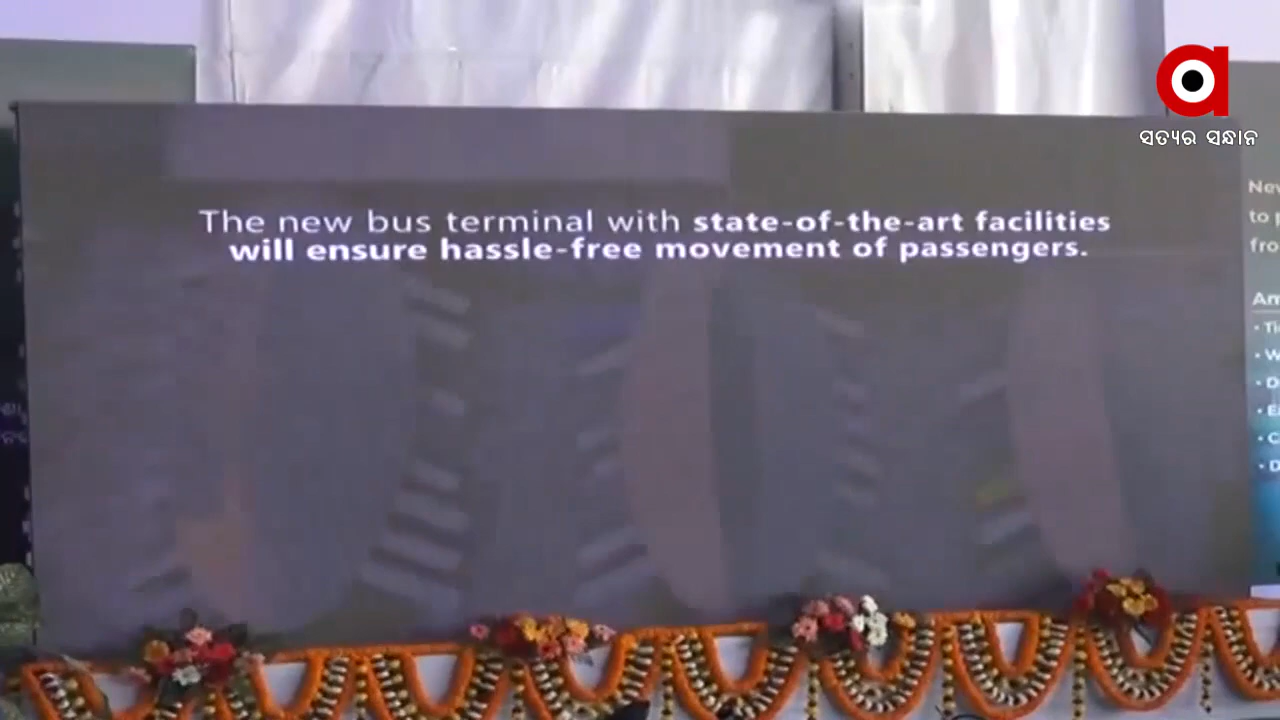 ସତ୍ୟର ସନ୍ଧାନ
The new bus terminal with state-of-the-art facilities
will ensure hassle-free movement of passengers.